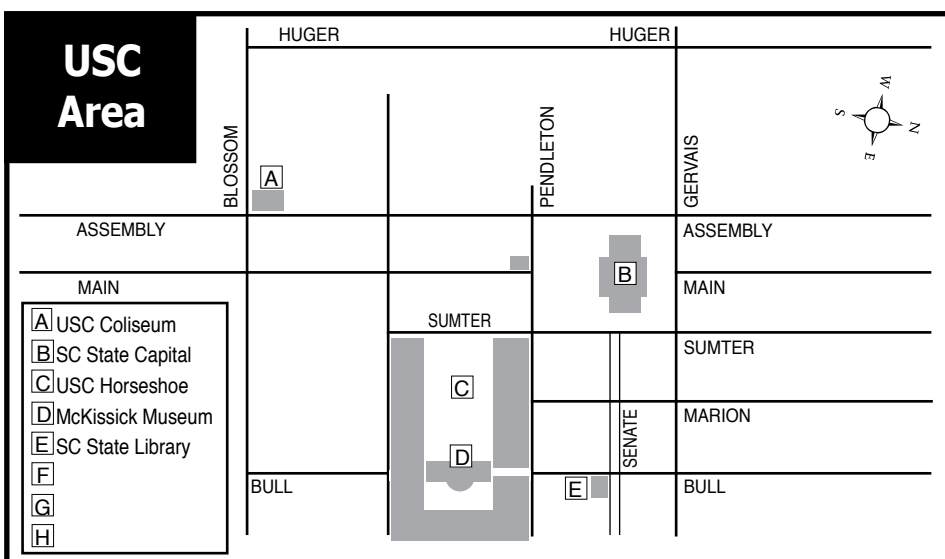 USC
Area
HUGER
HUGER
BLOSSOM
PENDLETON
GERVAIS
W
S
N
E
A
ASSEMBLY
ASSEMBLY
B
MAIN
MAIN
SUMTER
SUMTER
A USC Coliseum
B SC State Capital
C USC Horseshoe
D McKissick Museum
E SC State Library
F
G
H
C
MARION
SENATE
D
BULL
E
BULL